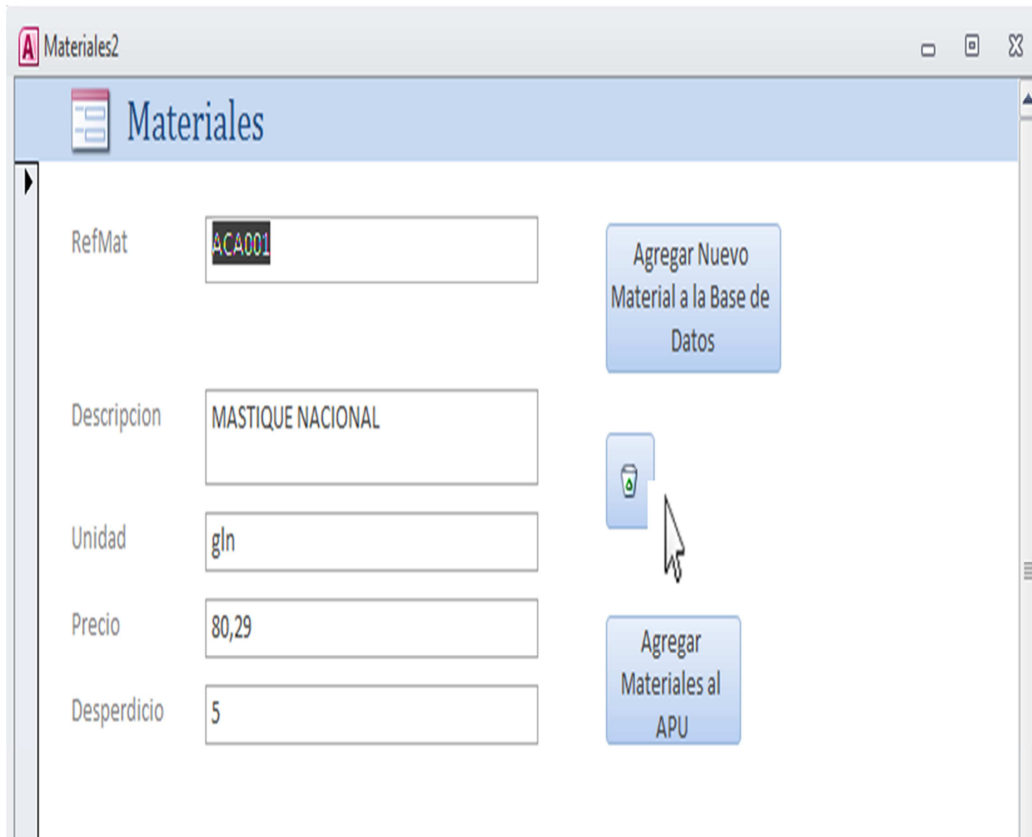 Materiales2
Materiales
RefMat
ACA001
Agregar Nuevo
Material a la Base de
Datos
Descripcion
MASTIQUE NACIONAL
Unidad
gln
Precio
80,29
Desperdicio
5
Agregar
Materiales al
APU